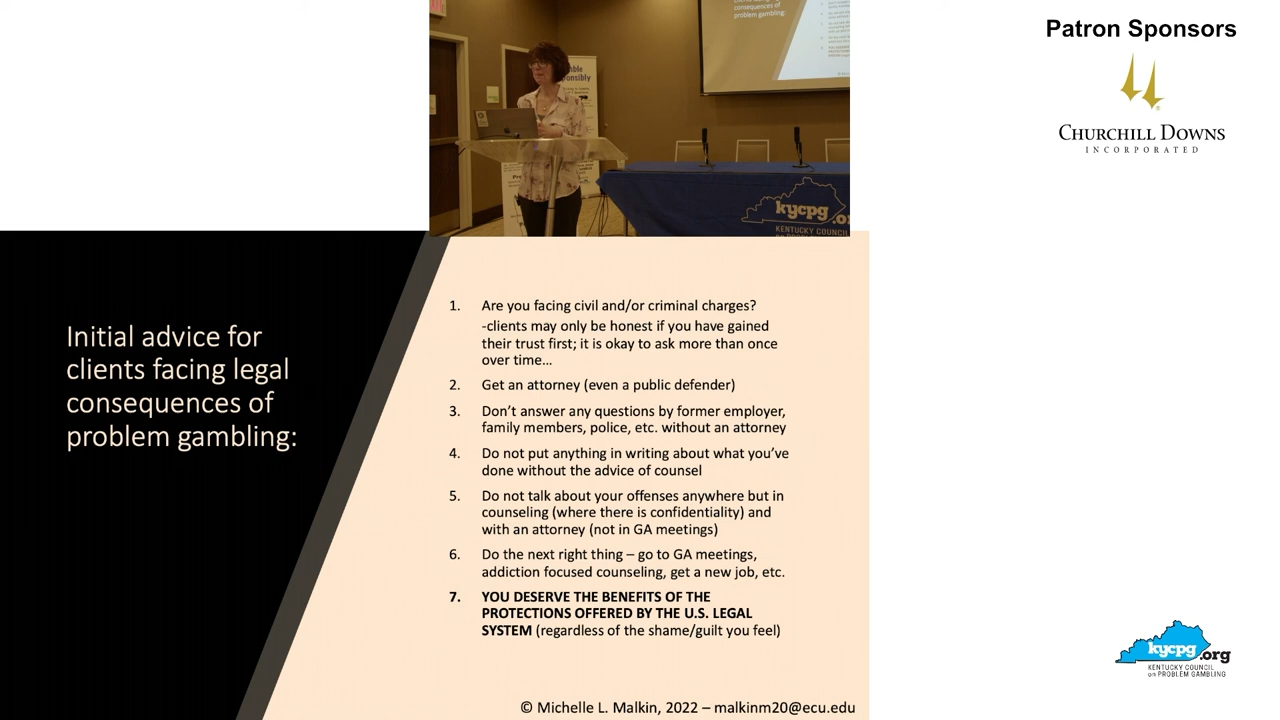 Patron Sponsors
CHURCHILL DOWNS
INCORPORATED
problem gambling:
kycpg.o
KENTUCKY COUNCIL
Initial advice for
clients facing legal
consequences of
problem gambling:
1. Are you facing civil and/or criminal charges?
-clients may only be honest if you have gained
their trust first; it is okay to ask more than once
over time…
2. Get an attorney (even a public defender)
3. Don’t answer any questions by former employer,
family members, police, etc. without an attorney
4. Do not put anything in writing about what you’ve
done without the advice of counsel
5. Do not talk about your offenses anywhere but in
counseling (where there is confidentiality) and
with an attorney (not in GA meetings)
6. Do the next right thing – go to GA meetings,
addiction focused counseling, get a new job, etc.
7. YOU DESERVE THE BENEFITS OF THE
PROTECTIONS OFFERED BY THE U.S. LEGAL
SYSTEM (regardless of the shame/guilt you feel)
© Michelle L. Malkin, 2022 – malkinm20@ecu.edu
kycpg.org
KENTUCKY COUNCIL
on PROBLEM GAMBLING